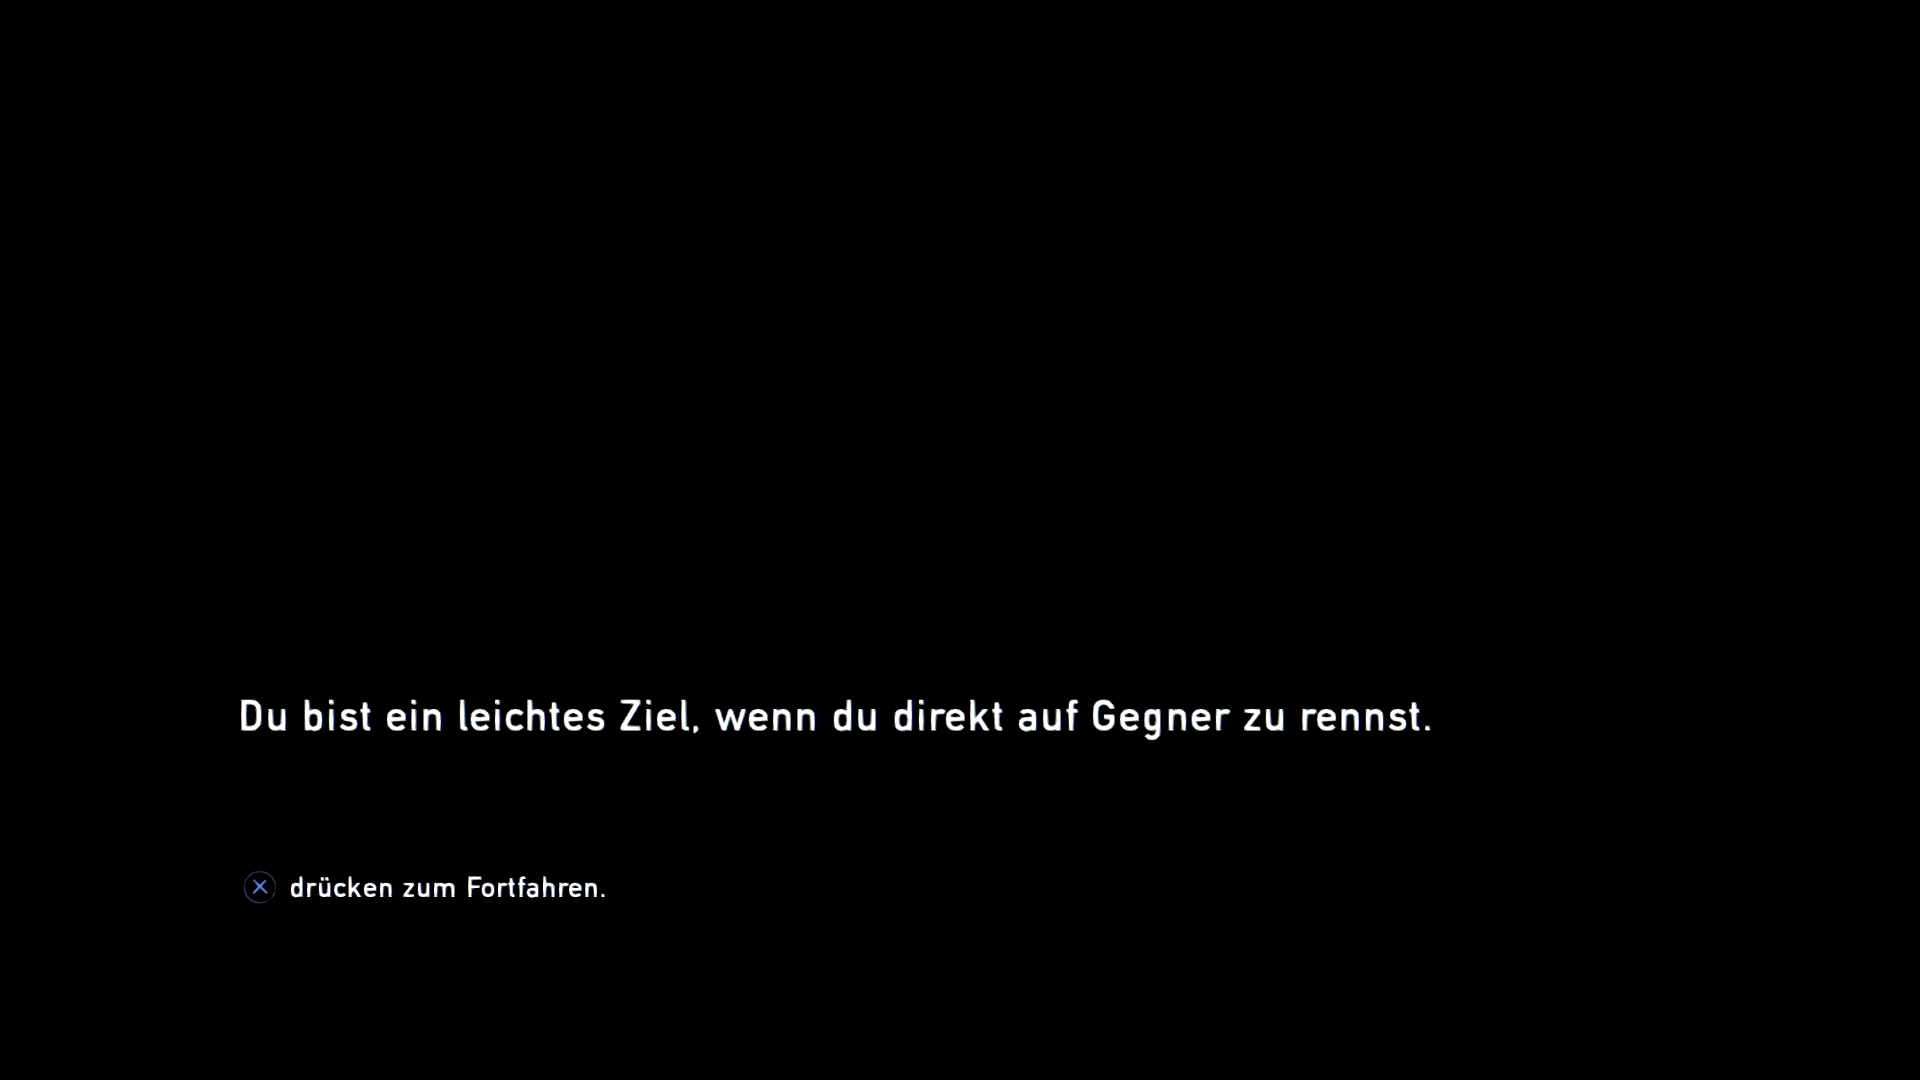 Du bist ein leichtes Ziel, wenn du direkt auf Gegner zu rennst.
drücken zum Fortfahren.